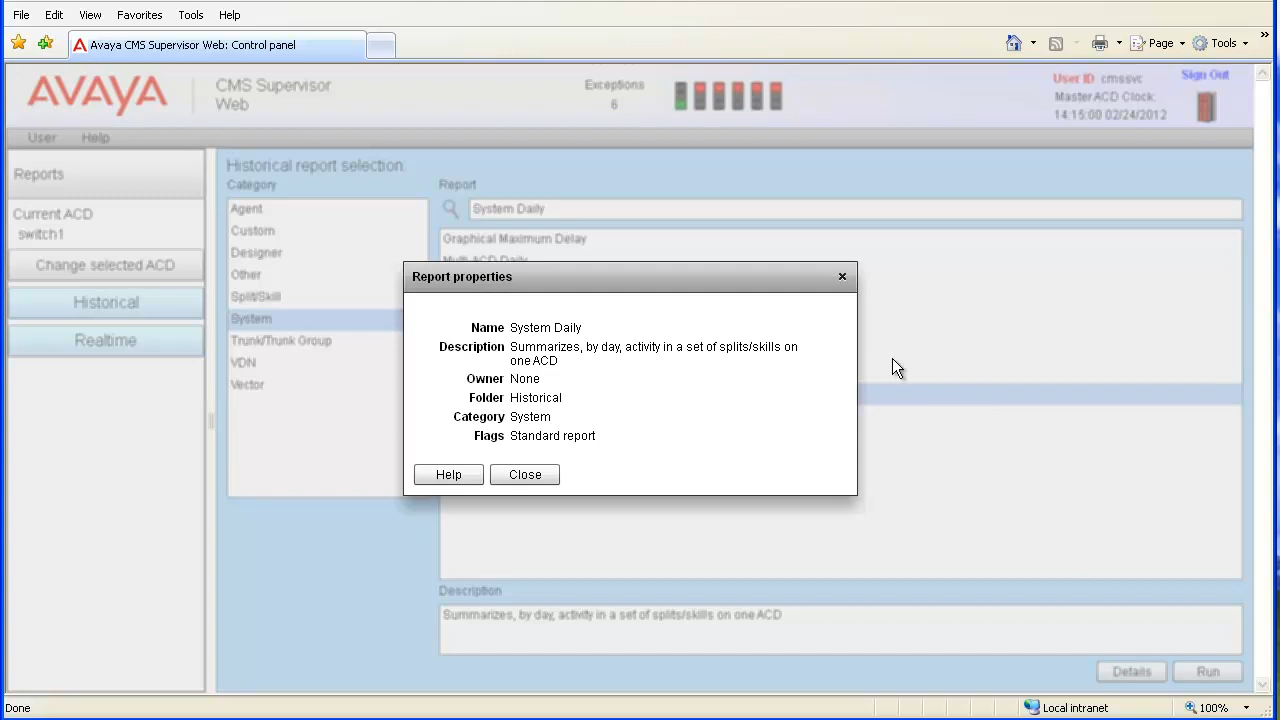 File Edit View Favorites Tools Help
Avaya CMS Supervisor Web: Control panel
Page Tools
AVAYA
CMS Supervisor
Web
Exceptions
6
User ID cmssvc
Master ACD Clock:
14:15:00 02/24/2012
Sign Out
User Help
Reports
Current ACD
switch1
Change selected ACD
Historical
Realtime
Historical report selection
Category
Agent
Custom
Designer
Other
Split/Skill
System
Trunk/Trunk Group
VDN
Vector
Report
System Daily
Graphical Maximum Delay
Multi-ACD Daily
Report properties
Name System Daily
Description Summarizes, by day, activity in a set of splits/skills on
one ACD
Owner None
Folder Historical
Category System
Flags Standard report
Help Close
Description
Summarizes, by day, activity in a set of splits/skills on one ACD
Details Run
Done
Local intranet
100%